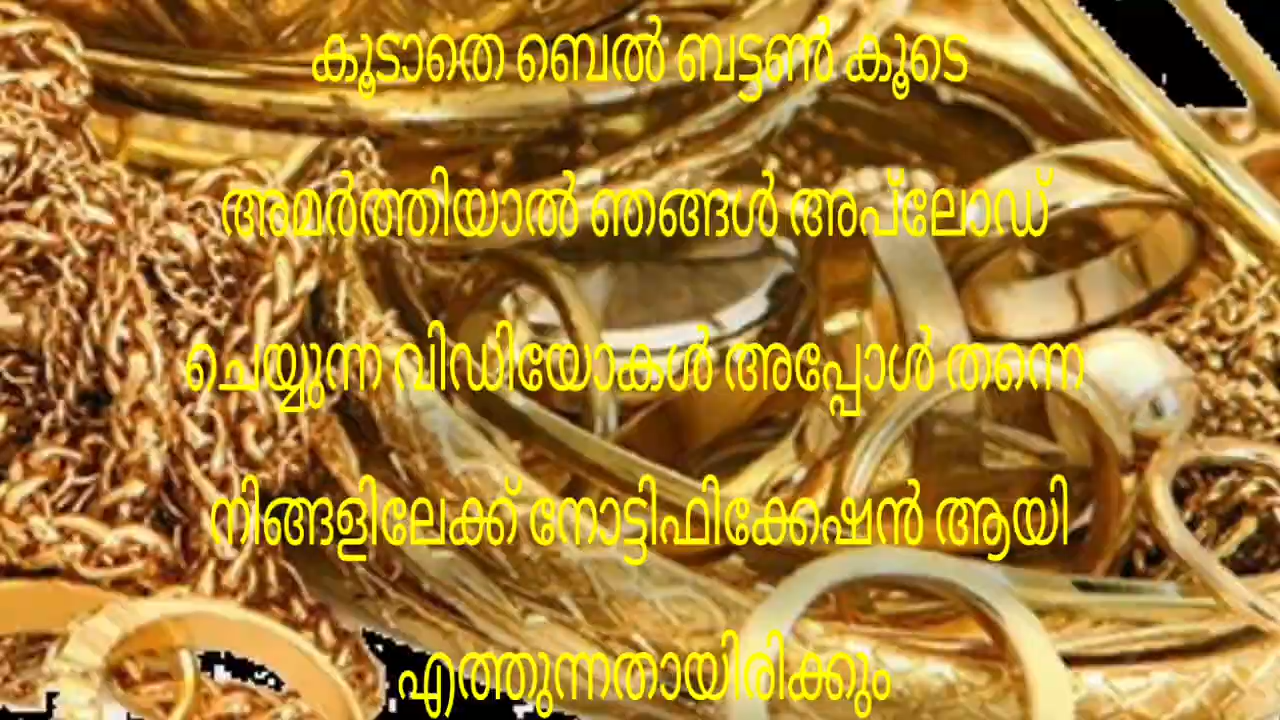 കൂടാതെ ബെൽ ബട്ടൺ കൂടെ
അമർത്തിയാൽ ഞങ്ങൾ അപ്‌ലോഡ്
ചെയ്യുന്ന വിഡിയോകൾ അപ്പോൾ തന്നെ
നിങ്ങളിലേക്ക് നോട്ടിഫിക്കേഷൻ ആയി
എത്തുന്നതായിരിക്കും